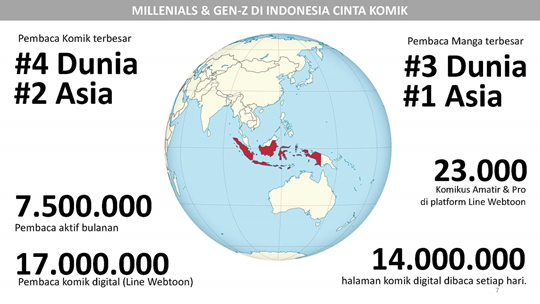 MILLENIALS & GEN-Z DI INDONESIA CINTA KOMIK
Pembaca Komik terbesar
#4 Dunia
#2 Asia
Pembaca Manga terbesar
#3 Dunia
#1 Asia
7.500.000
Pembaca aktif bulanan
17.000.000
Pembaca komik digital (Line Webtoon)
23.000
Komikus Amatir & Pro
di platform Line Webtoon
14.000.000
halaman komik digital dibaca setiap hari.
7